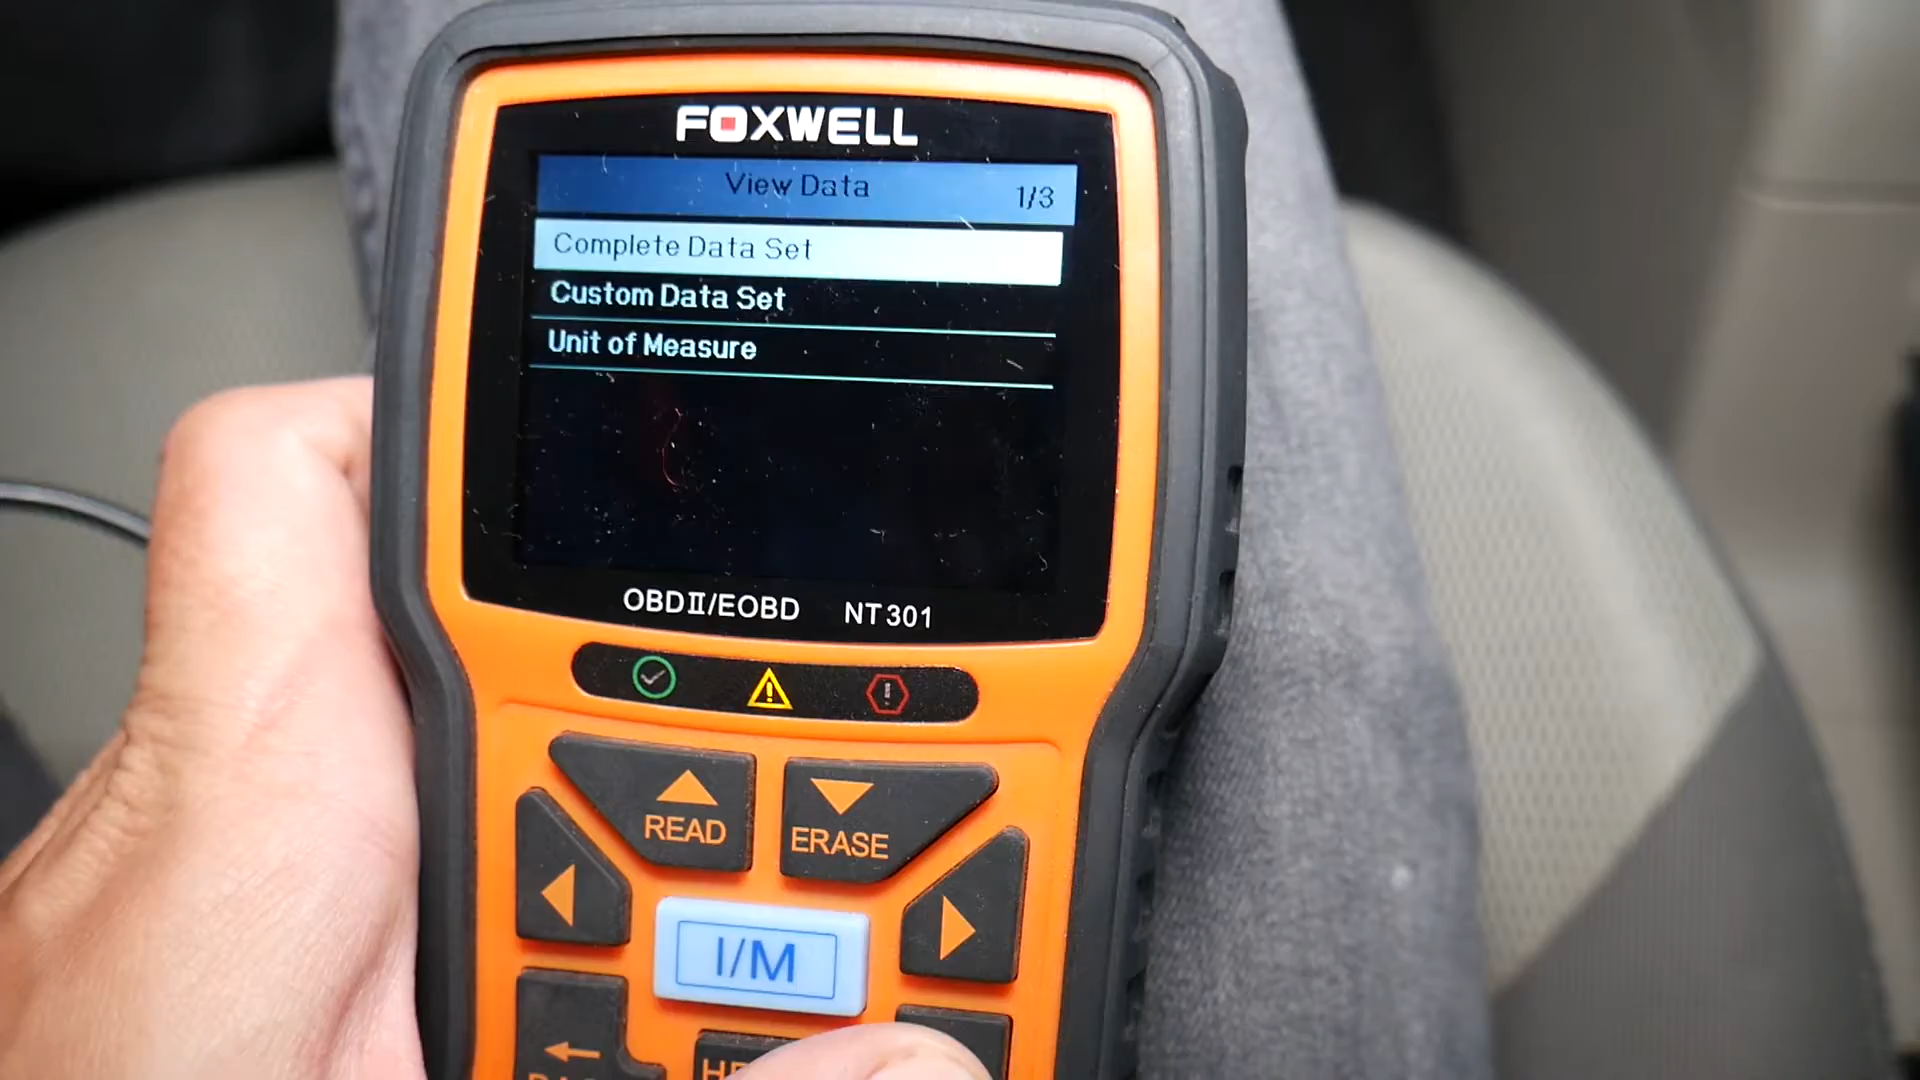 FOXWELL
View Data 1/3
Complete Data Set
Custom Data Set
Unit of Measure
OBDII/EOBD NT301
READ
ERASE
I/M